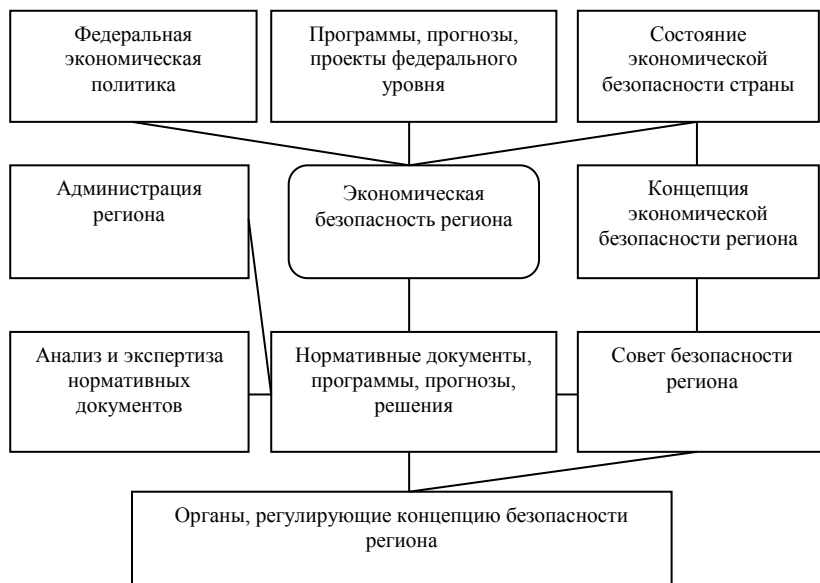 Федеральная
экономическая
политика
Программы, прогнозы,
проекты федерального
уровня
Состояние
экономической
безопасности страны
Администрация
региона
Экономическая
безопасность региона
Концепция
экономической
безопасности региона
Анализ и экспертиза
нормативных
документов
Нормативные документы,
программы, прогнозы,
решения
Совет безопасности
региона
Органы, регулирующие концепцию безопасности
региона